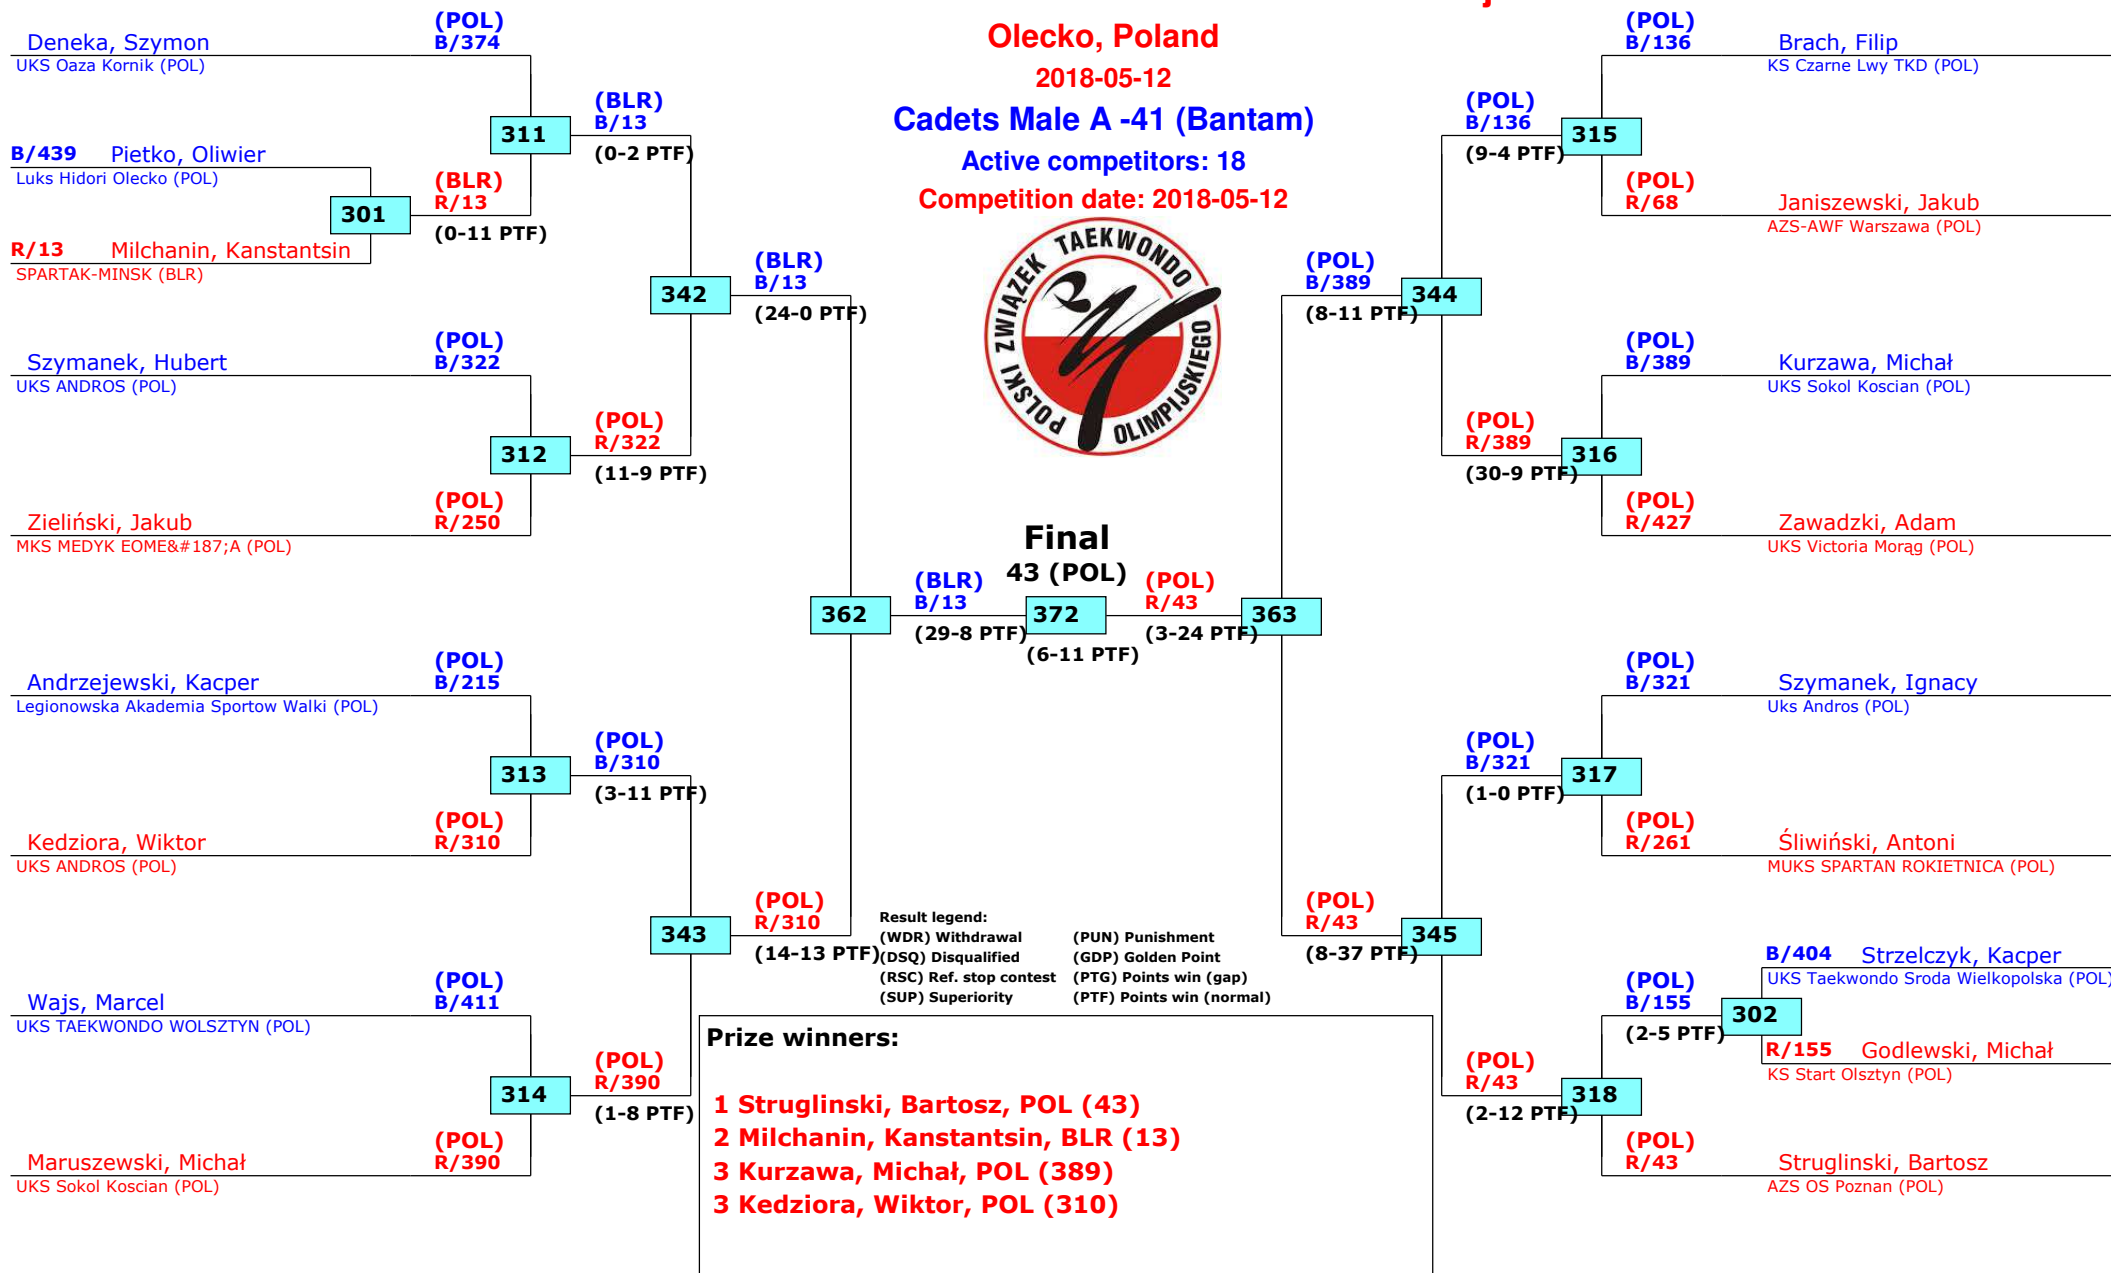 Olecko, Poland
2018-05-12
Cadets Male A -41 (Bantam)
Active competitors: 18
Competition date: 2018-05-12
POLSKI ZWIĄZEK TAEKWONDO OLIMPIJSKIEGO
Deneka, Szymon
UKS Oaza Kornik (POL)
(POL)
B/374
B/439 Pietko, Oliwier
Luks Hidori Olecko (POL)
301
R/13 Milchanin, Kanstantsin
SPARTAK-MINSK (BLR)
(BLR)
R/13
(0-11 PTF)
311
(BLR)
B/13
(0-2 PTF)
Szymanek, Hubert
UKS ANDROS (POL)
(POL)
B/322
312
Zieliński, Jakub
MKS MEDYK EOME&#187;A (POL)
(POL)
R/250
(POL)
R/322
(11-9 PTF)
342
(BLR)
B/13
(24-0 PTF)
Andrzejewski, Kacper
Legionowska Akademia Sportow Walki (POL)
(POL)
B/215
313
Kedziora, Wiktor
UKS ANDROS (POL)
(POL)
R/310
(POL)
B/310
(3-11 PTF)
Wajs, Marcel
UKS TAEKWONDO WOLSZTYN (POL)
(POL)
B/411
314
Maruszewski, Michał
UKS Sokol Koscian (POL)
(POL)
R/390
(POL)
R/390
(1-8 PTF)
343
(POL)
R/310
(14-13 PTF)
362
(BLR)
B/13
(29-8 PTF)
Final
43 (POL)
372
(6-11 PTF)
(POL)
R/43
(3-24 PTF)
363
(POL)
B/389
(8-11 PTF)
344
(POL)
B/136
(9-4 PTF)
315
(POL)
B/136
Brach, Filip
KS Czarne Lwy TKD (POL)
(POL)
R/68
Janiszewski, Jakub
AZS-AWF Warszawa (POL)
(POL)
R/389
(30-9 PTF)
316
(POL)
B/389
Kurzawa, Michał
UKS Sokol Koscian (POL)
(POL)
R/427
Zawadzki, Adam
UKS Victoria Morąg (POL)
(POL)
R/43
(8-37 PTF)
345
(POL)
B/321
(1-0 PTF)
317
(POL)
B/321
Szymanek, Ignacy
Uks Andros (POL)
(POL)
R/261
Śliwiński, Antoni
MUKS SPARTAN ROKIETNICA (POL)
(POL)
R/43
(2-12 PTF)
318
(POL)
B/155
(2-5 PTF)
302
B/404 Strzelczyk, Kacper
UKS Taekwondo Sroda Wielkopolska (POL)
R/155 Godlewski, Michał
KS Start Olsztyn (POL)
(POL)
R/43
Struglinski, Bartosz
AZS OS Poznan (POL)
Result legend:
(WDR) Withdrawal (PUN) Punishment
(DSQ) Disqualified (GDP) Golden Point
(RSC) Ref. stop contest (PTG) Points win (gap)
(SUP) Superiority (PTF) Points win (normal)
Prize winners:
1 Struglinski, Bartosz, POL (43)
2 Milchanin, Kanstantsin, BLR (13)
3 Kurzawa, Michał, POL (389)
3 Kedziora, Wiktor, POL (310)